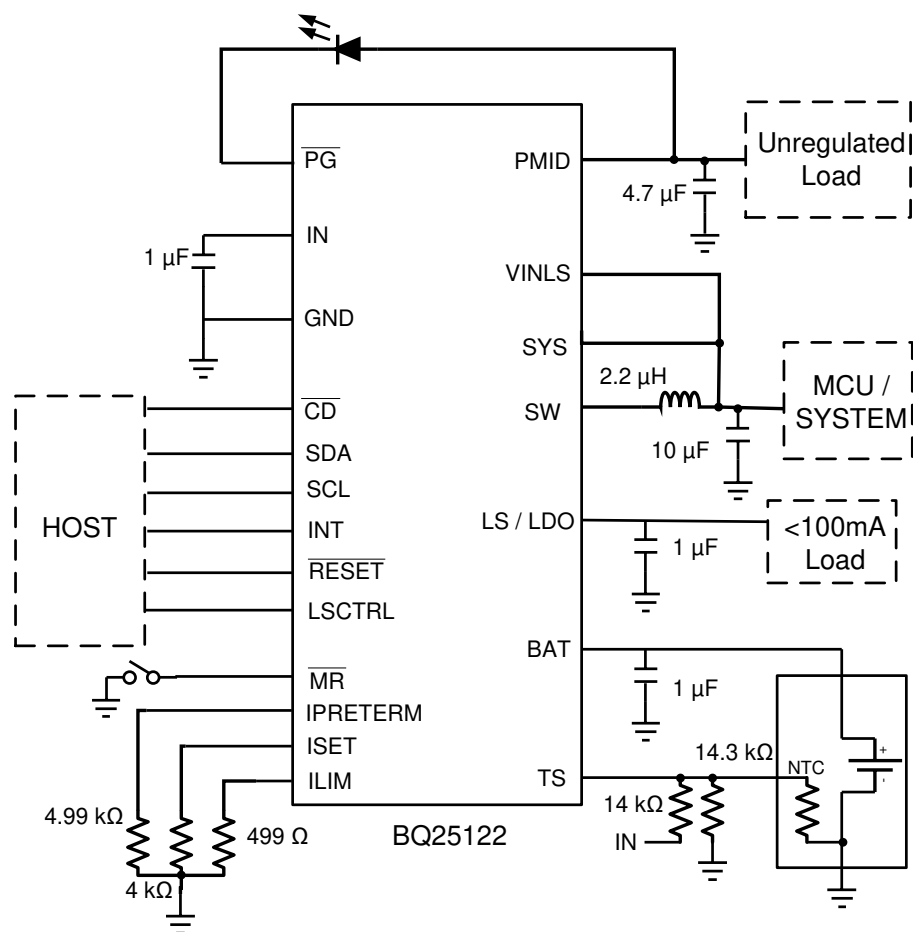 PG
PMID
Unregulated
Load
4.7 µF
IN
1 µF
GND
VINLS
SYS
2.2 µH
SW
MCU /
SYSTEM
10 µF
HOST
CD
SDA
SCL
INT
RESET
LSCTRL
LS / LDO
<100mA
Load
1 µF
BAT
1 µF
MR
IPRETERM
ISET
ILIM
TS
14.3 kΩ
NTC
+
-
14 kΩ
IN
4.99 kΩ
499 Ω
4 kΩ
BQ25122